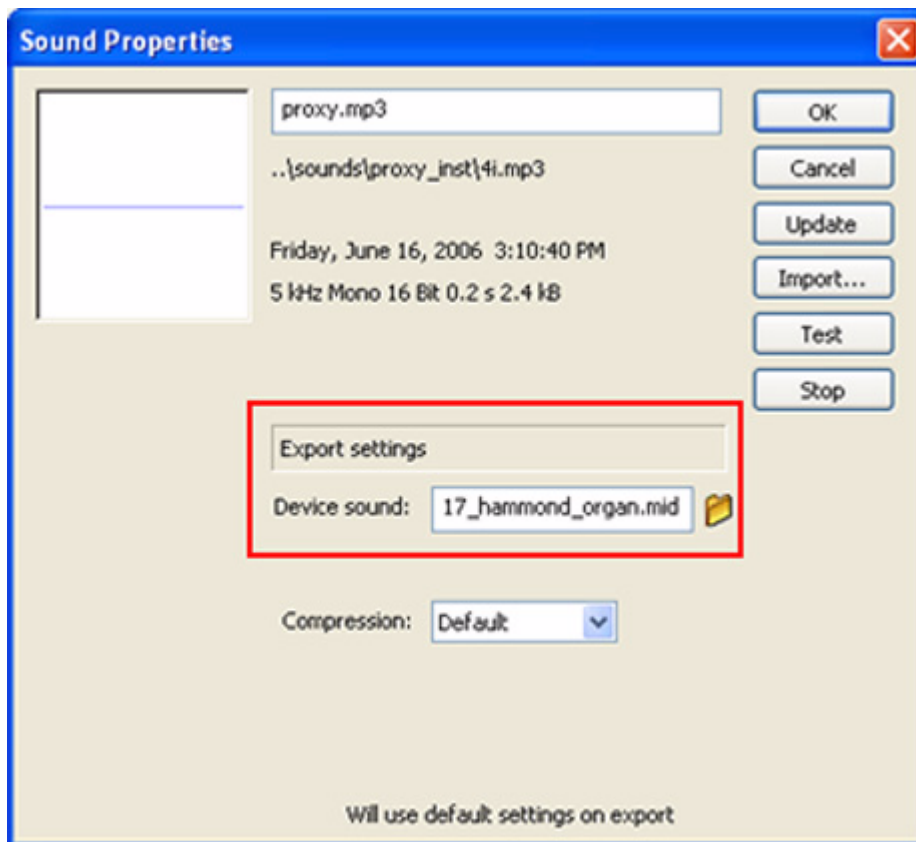 Sound Properties
proxy.mp3
OK
..\sounds\proxy_inst\4i.mp3
Cancel
Update
Friday, June 16, 2006 3:10:40 PM
Import...
5 kHz Mono 16 Bit 0.2 s 2.4 kB
Test
Stop
Export settings
Device sound: 17_hammond_organ.mid
Compression: Default
Will use default settings on export